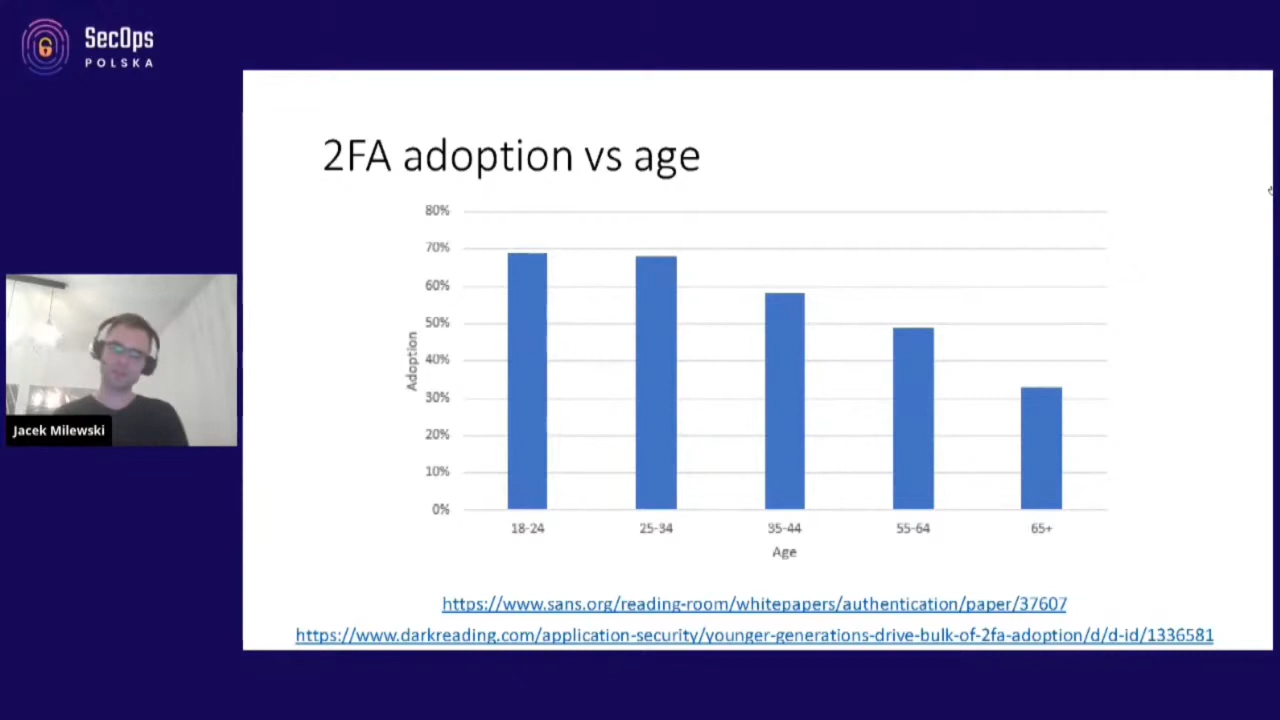 SecOps
POLSKA
2FA adoption vs age
80%
70%
60%
50%
40%
30%
20%
10%
0%
Adoption
18-24
25-34
35-44
55-64
65+
Age
https://www.sans.org/reading-room/whitepapers/authentication/paper/37607
https://www.darkreading.com/application-security/younger-generations-drive-bulk-of-2fa-adoption/d/d-id/1336581
Jacek Milewski